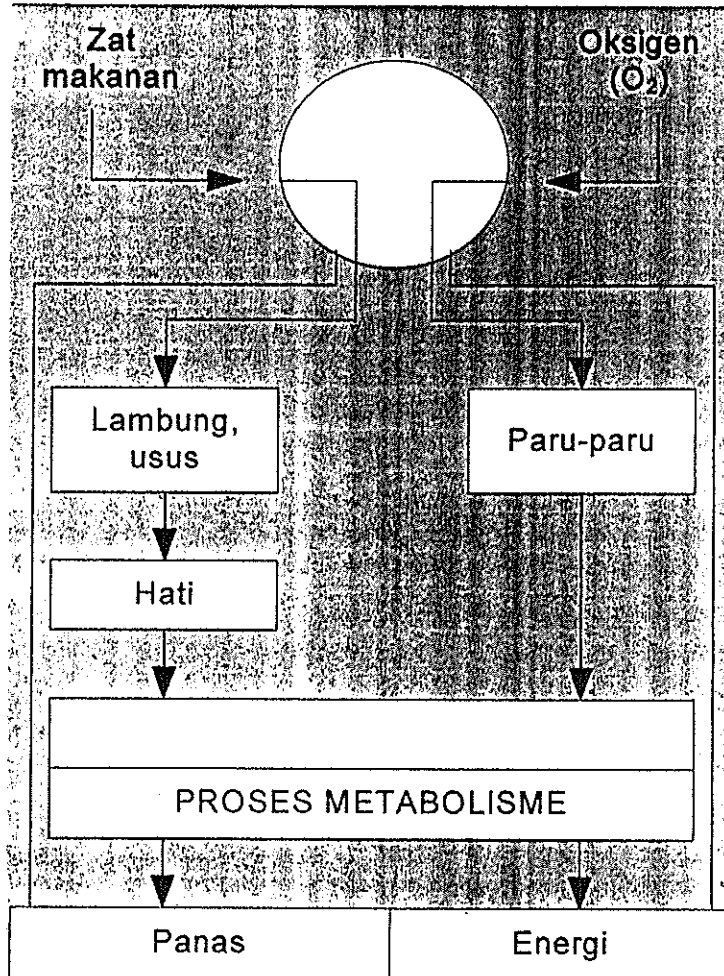 Zat
makanan
Oksigen
(O₂)
Lambung,
usus
Paru-paru
Hati
PROSES METABOLISME
Panas
Energi